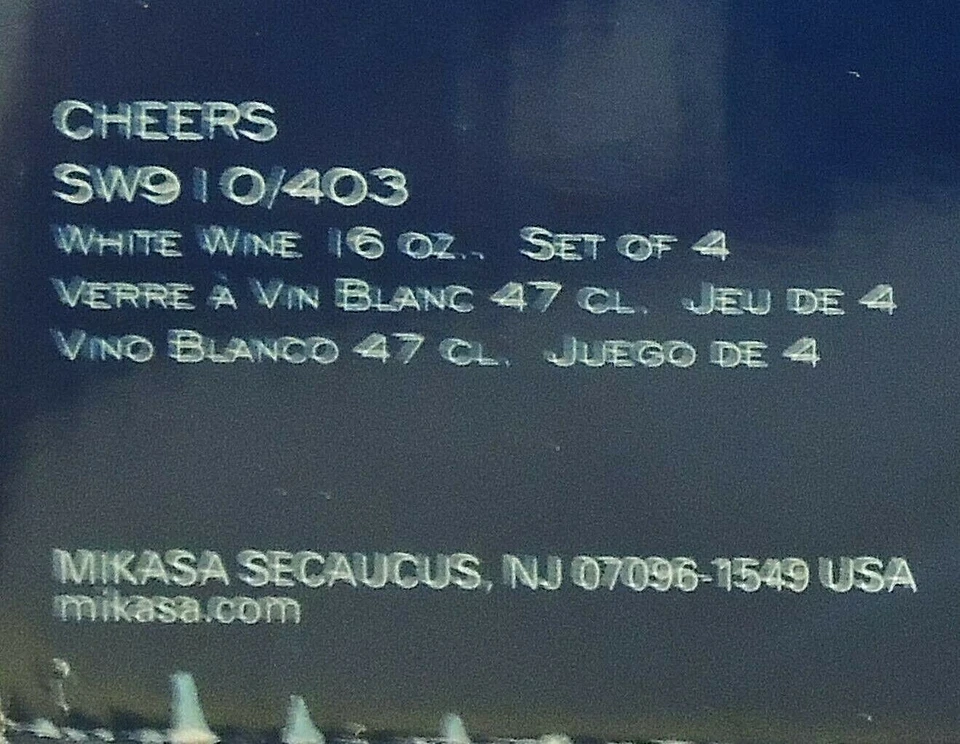 CHEERS
SW910/403
WHITE WINE 16 OZ.. SET OF 4
VERRE À VIN BLANC 47 CL. JEU DE 4
VINO BLANCO 47 CL. JUEGO DE 4
MIKASA SECAUCUS, NJ 07096-1549 USA
mikasa.com